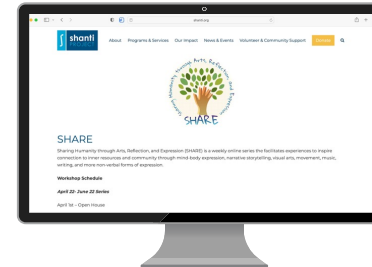 shanti.org
shanti
PROJECT
About Programs & Services Our Impact News & Events Volunteer & Community Support Donate
Sharing Humanity through Arts, Reflection, and Expression
SHARE
SHARE
Sharing Humanity through Arts, Reflection, and Expression (SHARE) is a weekly online series the facilitates experiences to inspire
connection to inner resources and community through mind-body expression, narrative storytelling, visual arts, movement, music,
writing, and more non-verbal forms of expression.
Workshop Schedule
April 22- June 22 Series
April 1st - Open House